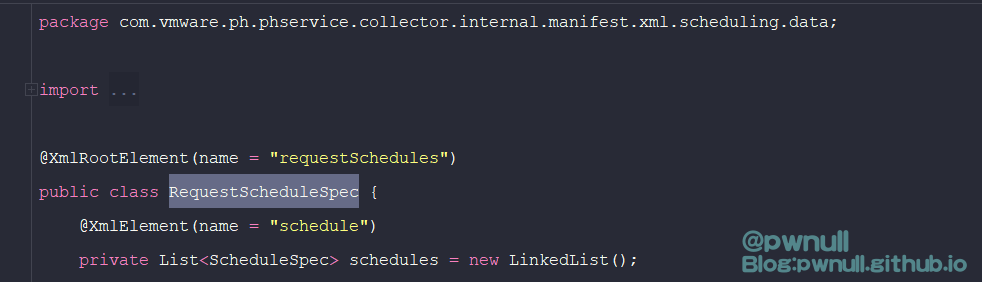 package com.vmware.ph.phservice.collector.internal.manifest.xml.scheduling.data;
import ...
@XmlRootElement(name = "requestSchedules")
public class RequestScheduleSpec {
@XmlElement(name = "schedule")
private List<ScheduleSpec> schedules = new LinkedList();
@pwnull
Blog:pwnull.github.io